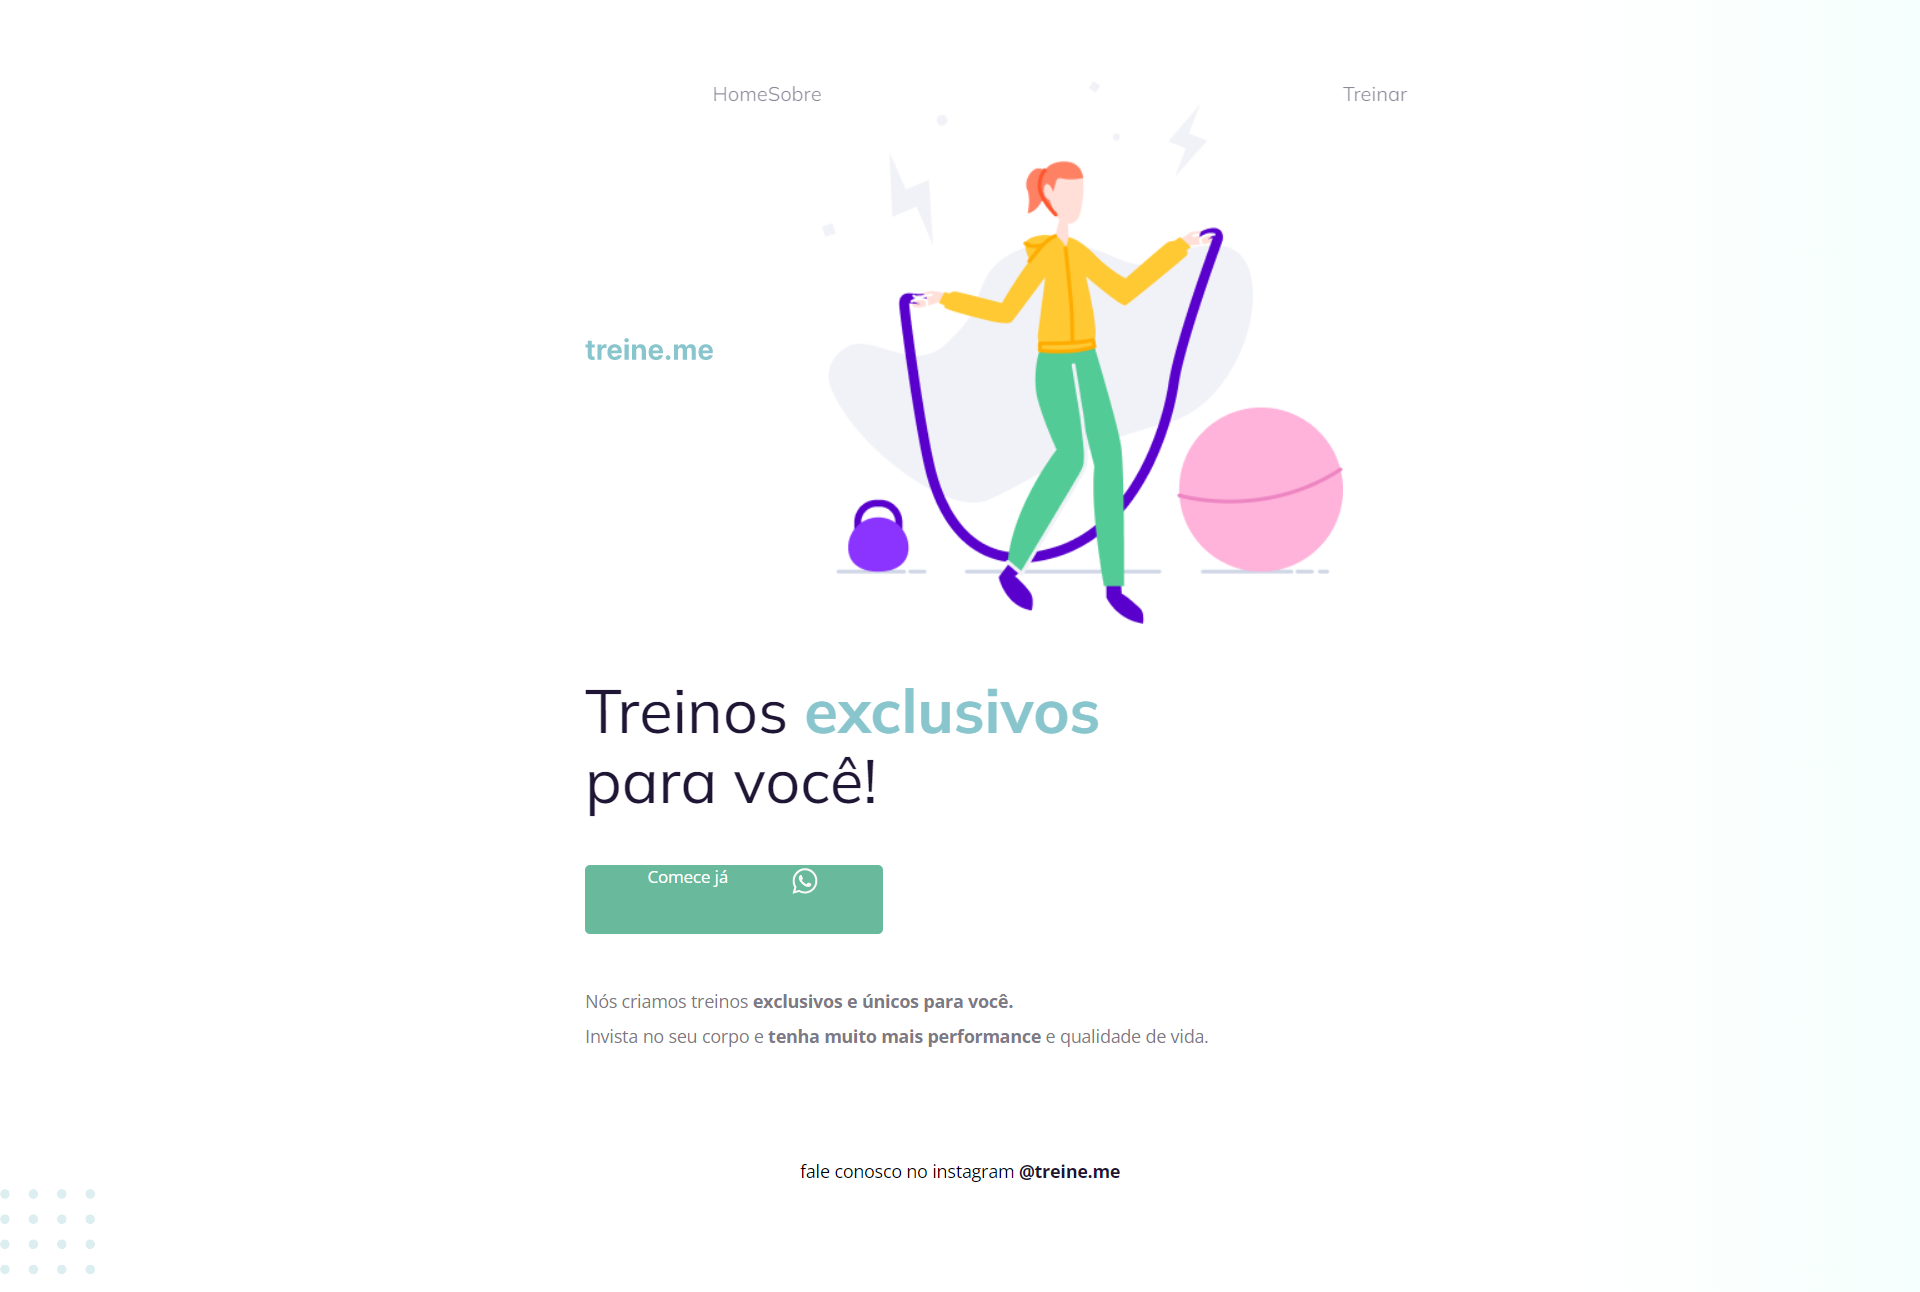 HomeSobre
Treinar
treine.me
Treinos exclusivos
para você!
Comece já
Nós criamos treinos exclusivos e únicos para você.
Invista no seu corpo e tenha muito mais performance e qualidade de vida.
fale conosco no instagram @treine.me